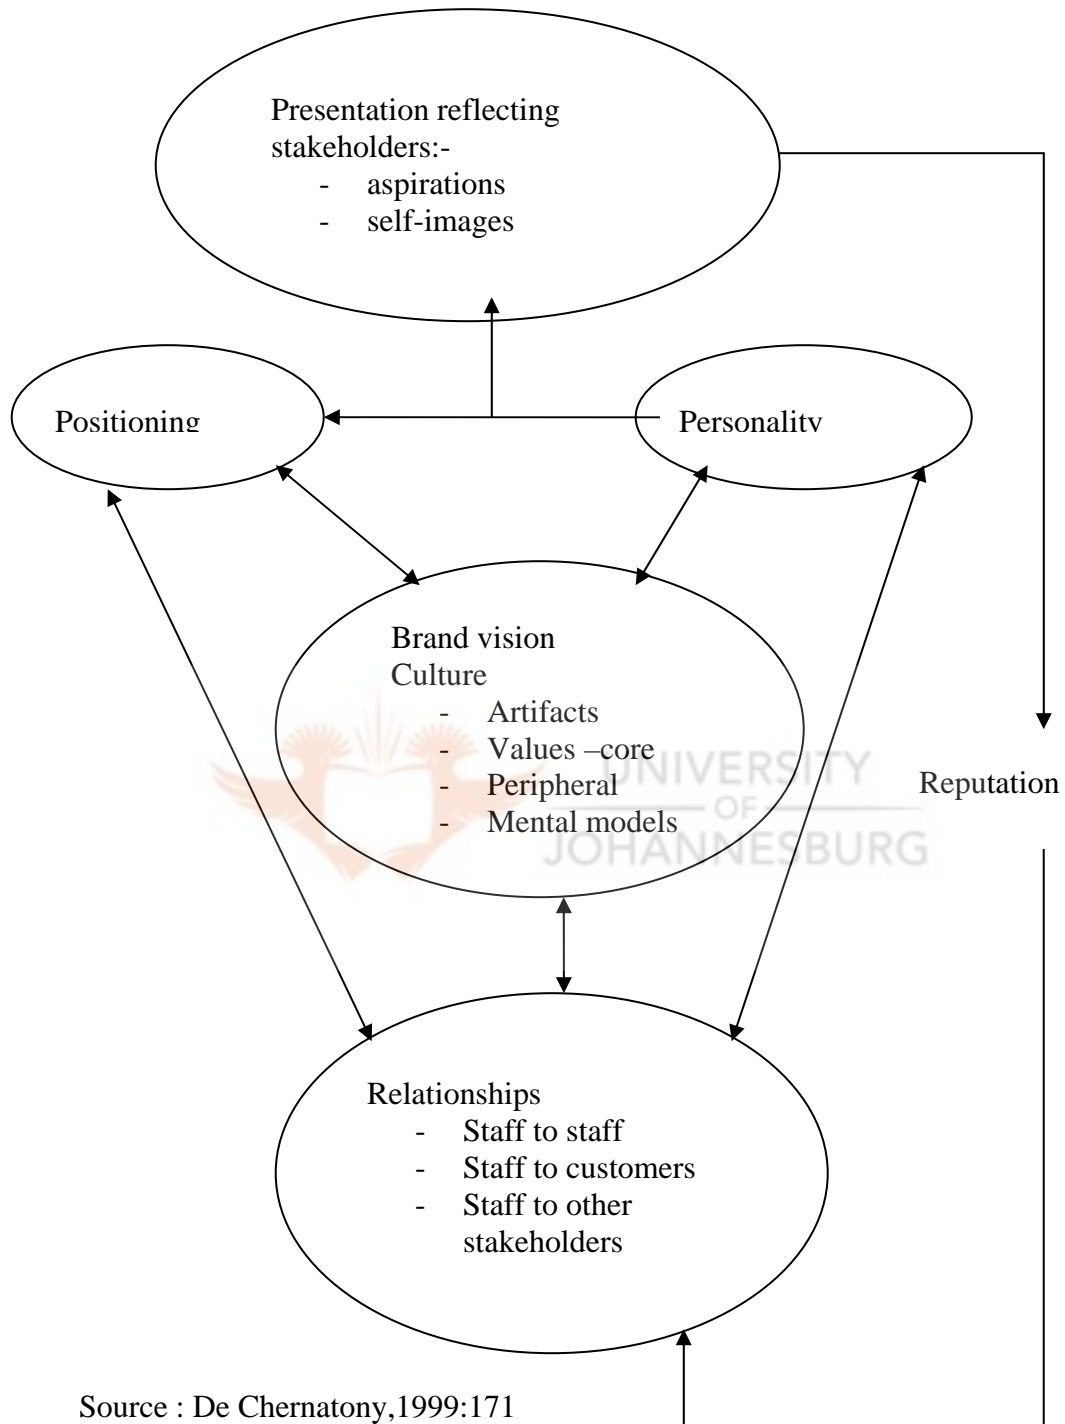 Presentation reflecting
stakeholders:-
- aspirations
- self-images
Positioning
Personality
Brand vision
Culture
- Artifacts
- Values –core
- Peripheral
- Mental models
UNIVERSITY
OF
JOHANNESBURG
Reputation
Relationships
- Staff to staff
- Staff to customers
- Staff to other
stakeholders
Source : De Chernatony,1999:171